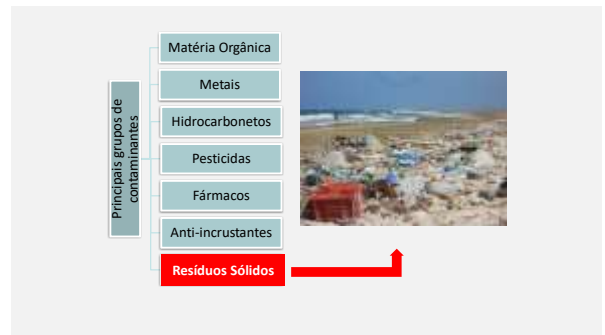 Principais grupos de
contaminantes
Matéria Orgânica
Metais
Hidrocarbonetos
Pesticidas
Fármacos
Anti-incrustantes
Resíduos Sólidos